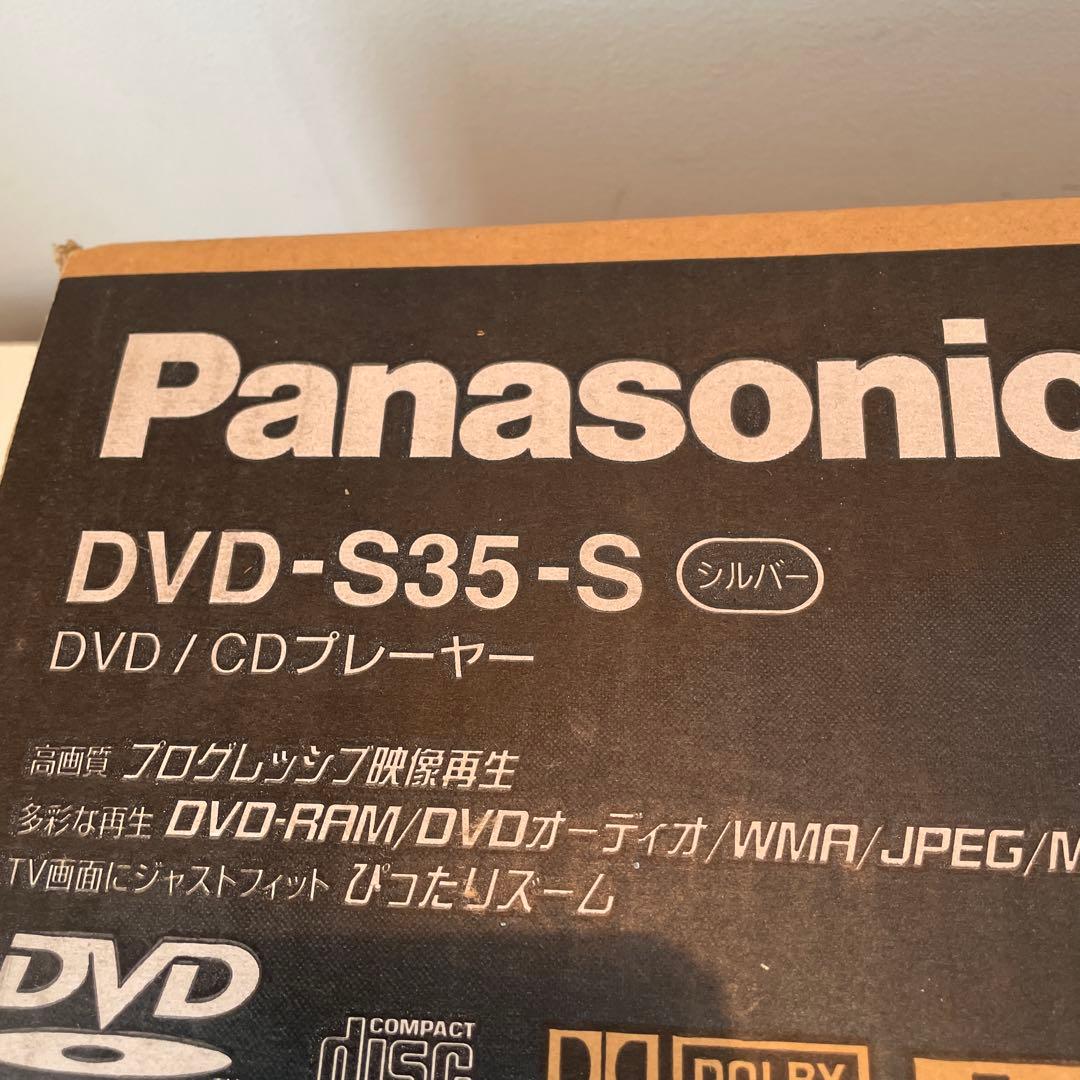 Panasonic
DVD-S35-S シルバー
DVD/CDプレーヤー
高画質 プログレッシブ映像再生
多彩な再生 DVD-RAM/DVDオーディオ/WMA/JPEG/M
TV画面にジャストフィット ぴったりズーム
DVD
COMPACT
disc
DOLBY